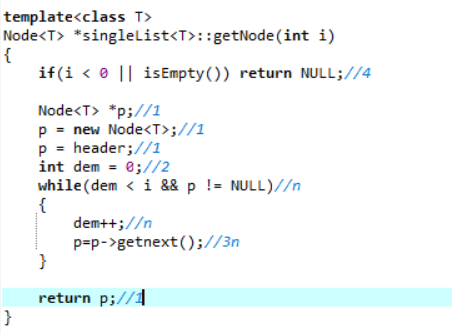 template<class T>
Node<T> *singleList<T>::getNode(int i)
{
if(i < 0 || isEmpty()) return NULL;//4
Node<T> *p;//1
p = new Node<T>;//1
p = header;//1
int dem = 0;//2
while(dem < i && p != NULL)//n
{
dem++;//n
p=p->getnext();//3n
}
return p;//1
}